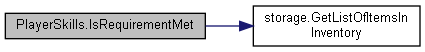 PlayerSkills.IsRequirementMet
storage.GetListOfItemsIn
Inventory